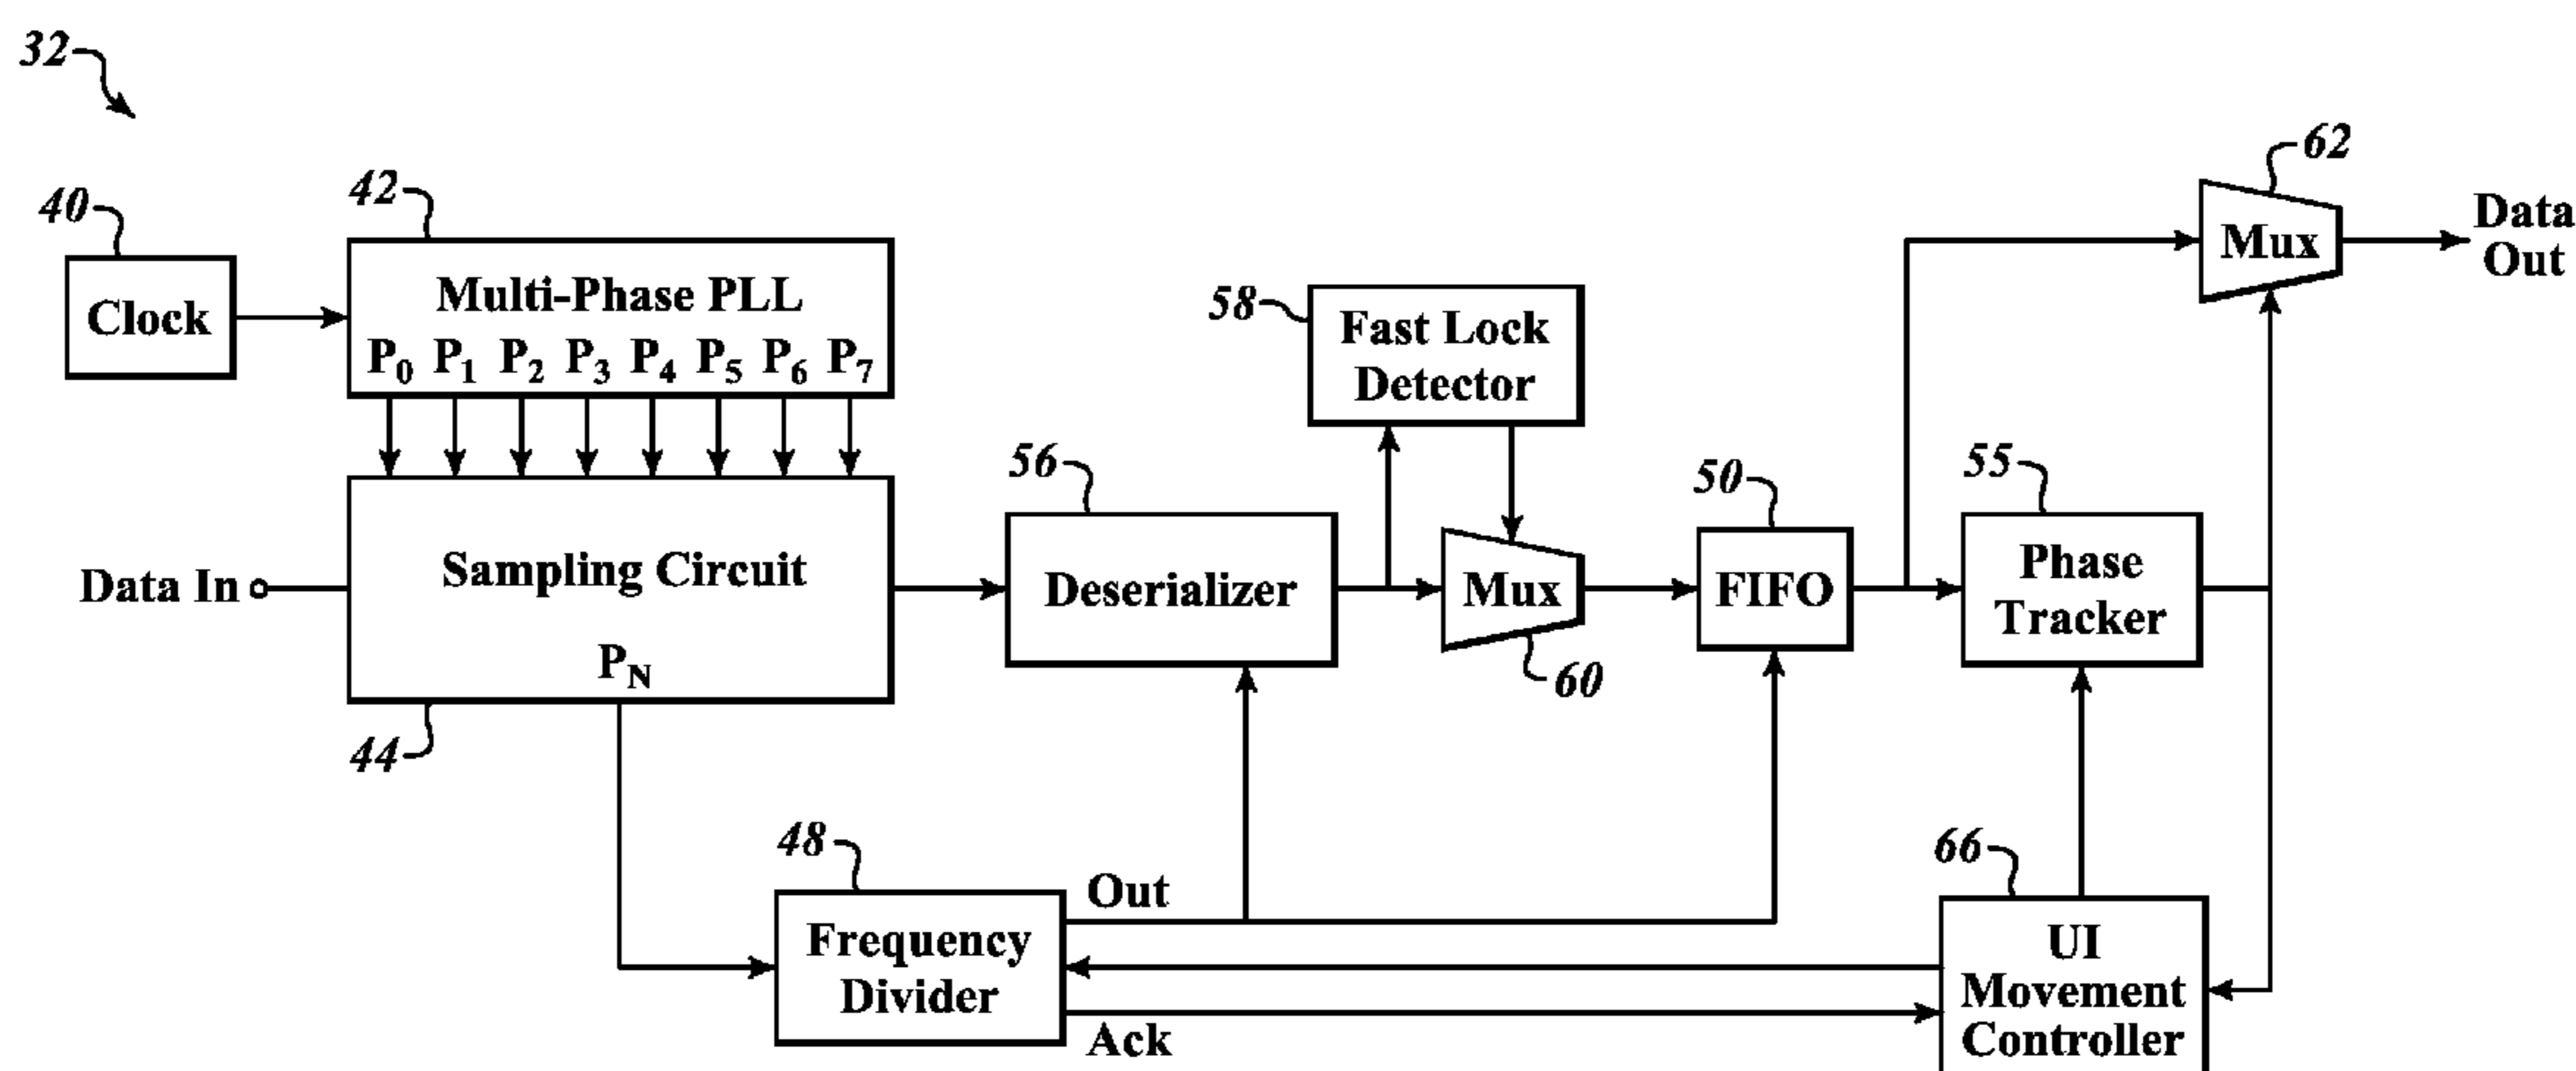 32
40
Clock
42
Multi-Phase PLL
P0 P1 P2 P3 P4 P5 P6 P7
Data In
Sampling Circuit
PN
44
56
Deserializer
58
Fast Lock
Detector
Mux
60
50
FIFO
55
Phase
Tracker
62
Mux
Data
Out
48
Frequency
Divider
Out
Ack
66
UI
Movement
Controller